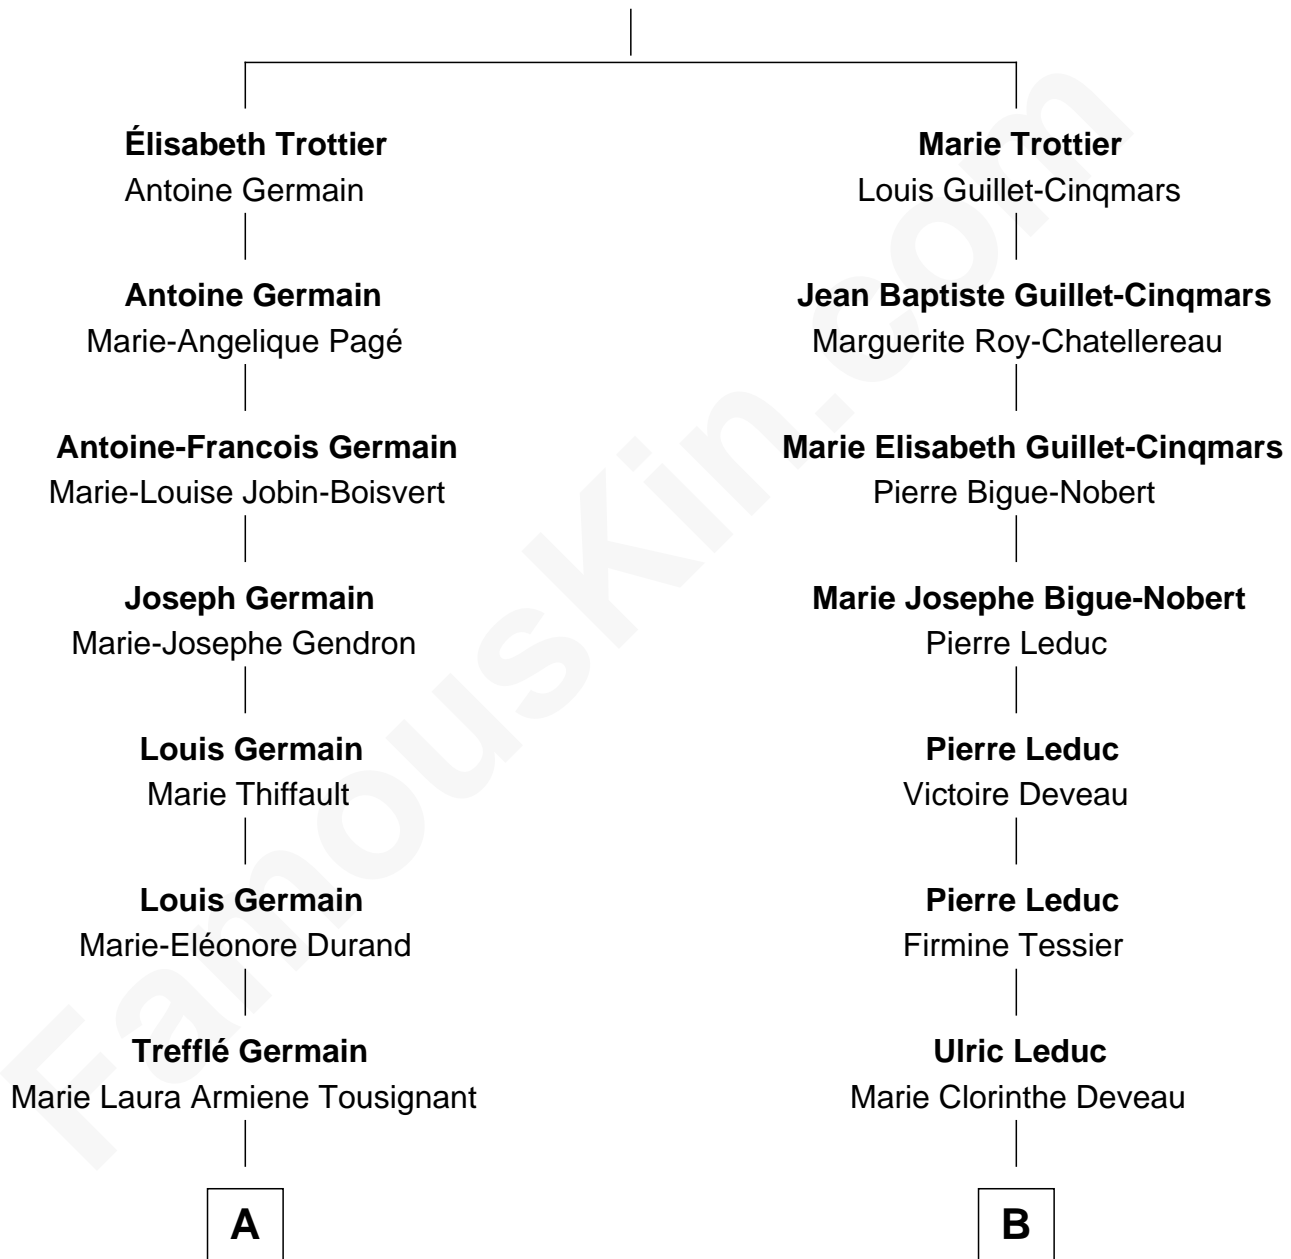 Élisabeth Trottier
Antoine Germain
Antoine Germain
Marie-Angelique Pagé
Antoine-Francois Germain
Marie-Louise Jobin-Boisvert
Joseph Germain
Marie-Josephe Gendron
Louis Germain
Marie Thiffault
Louis Germain
Marie-Eléonore Durand
Trefflé Germain
Marie Laura Armiene Tousignant
A
Marie Trottier
Louis Guillet-Cinqmars
Jean Baptiste Guillet-Cinqmars
Marguerite Roy-Chatellereau
Marie Elisabeth Guillet-Cinqmars
Pierre Bigue-Nobert
Marie Josephe Bigue-Nobert
Pierre Leduc
Pierre Leduc
Victoire Deveau
Pierre Leduc
Firmine Tessier
Ulric Leduc
Marie Clorinthe Deveau
B
FamousKin.com